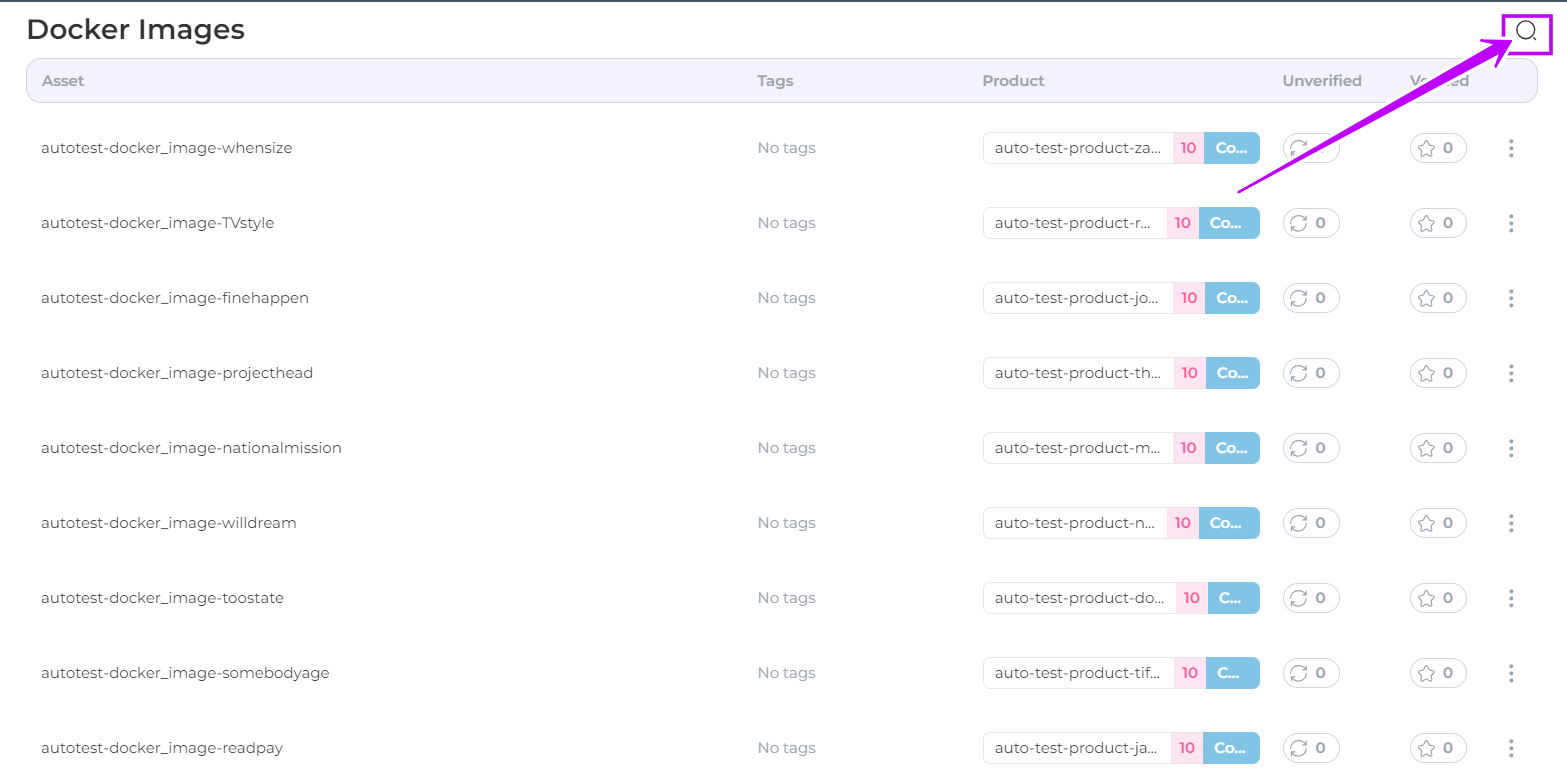 Docker Images
Asset Tags Product Unverified
autotest-docker_image-whensize No tags auto-test-product-za... 10 Co... 0
autotest-docker_image-TVstyle No tags auto-test-product-r... 10 Co... 0 0
autotest-docker_image-finehappen No tags auto-test-product-jo... 10 Co... 0 0
autotest-docker_image-projecthead No tags auto-test-product-th... 10 Co... 0 0
autotest-docker_image-nationalmission No tags auto-test-product-m... 10 Co... 0 0
autotest-docker_image-willdream No tags auto-test-product-n... 10 Co... 0 0
autotest-docker_image-toostate No tags auto-test-product-do... 10 C... 0 0
autotest-docker_image-somebodyage No tags auto-test-product-tif... 10 C... 0 0
autotest-docker_image-readpay No tags auto-test-product-ja... 10 Co... 0 0